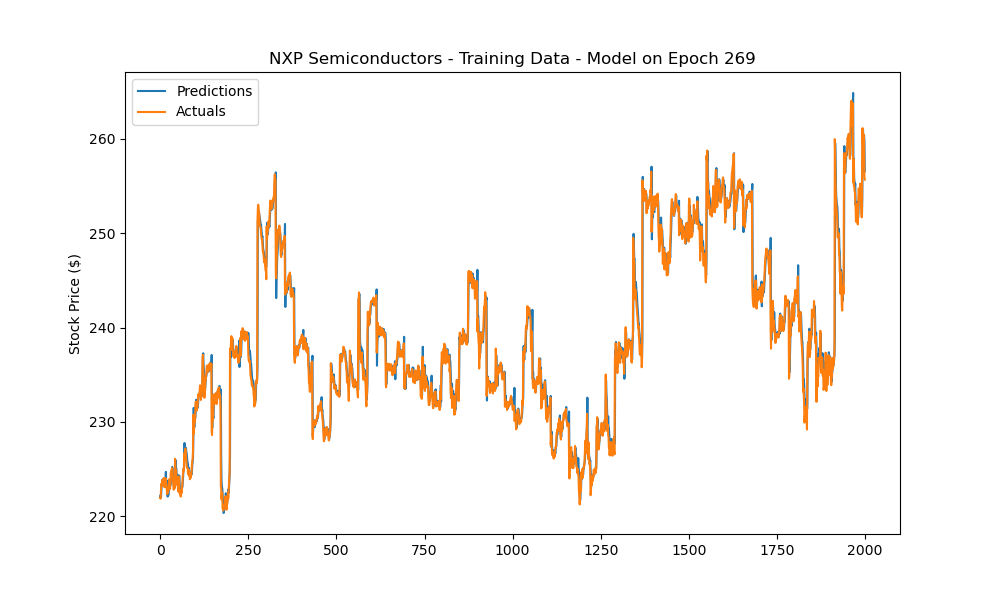 NXP Semiconductors - Training Data - Model on Epoch 269
Predictions
Actuals
Stock Price ($)
260
250
240
230
220
0 250 500 750 1000 1250 1500 1750 2000